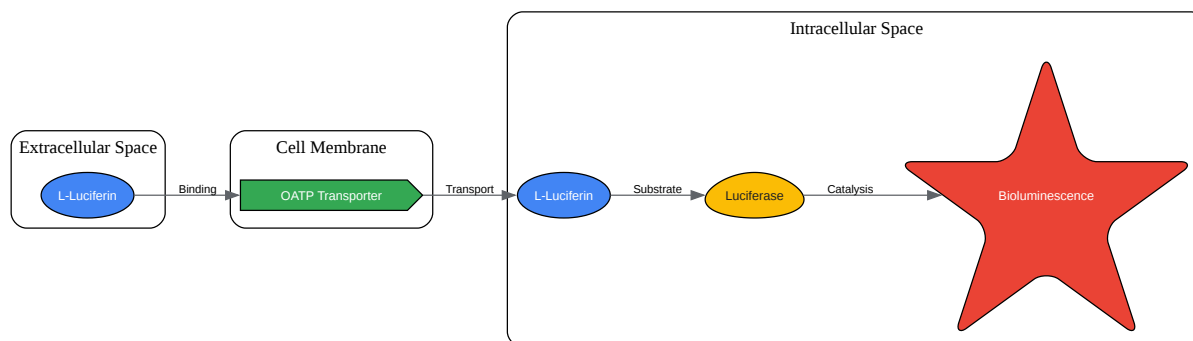 Intracellular Space
Extracellular Space
Cell Membrane
L-Luciferin
Binding
OATP Transporter
Transport
L-Luciferin
Substrate
Luciferase
Catalysis
Bioluminescence